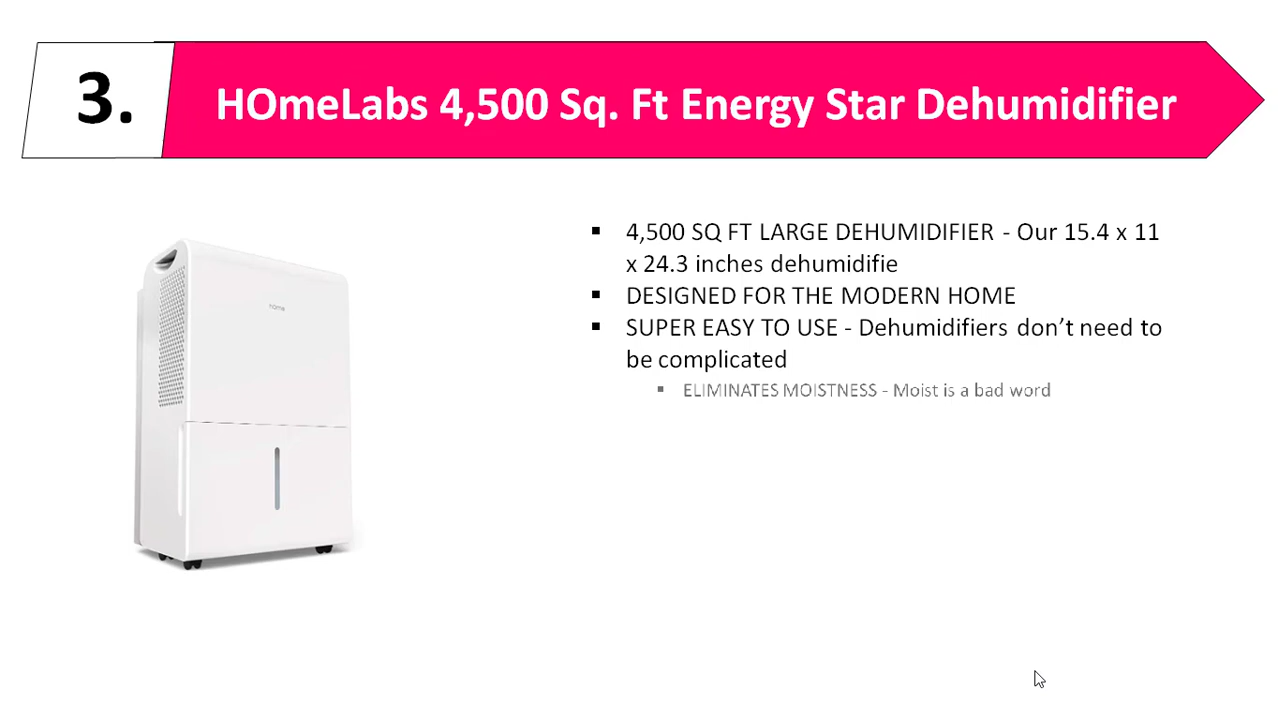 3.
HOmeLabs 4,500 Sq. Ft Energy Star Dehumidifier
▪ 4,500 SQ FT LARGE DEHUMIDIFIER - Our 15.4 x 11
x 24.3 inches dehumidifie
▪ DESIGNED FOR THE MODERN HOME
▪ SUPER EASY TO USE - Dehumidifiers don’t need to
be complicated
▪ ELIMINATES MOISTNESS - Moist is a bad word
home